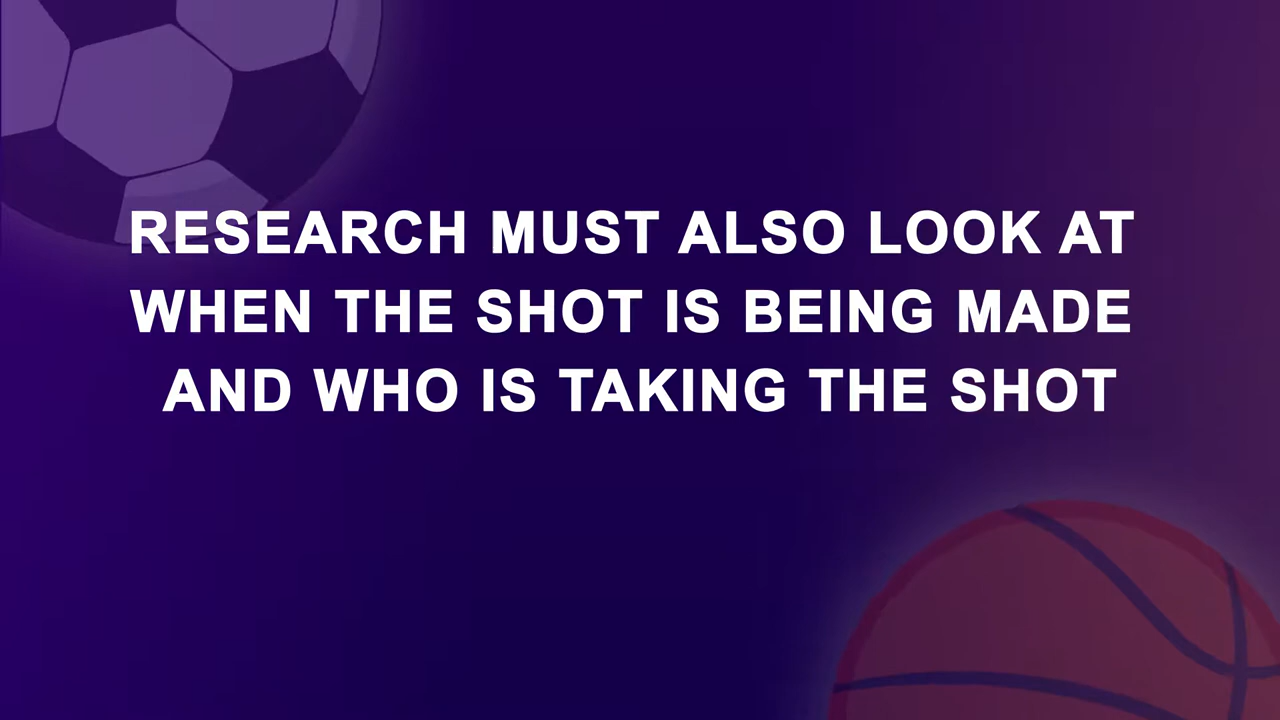 RESEARCH MUST ALSO LOOK AT
WHEN THE SHOT IS BEING MADE
AND WHO IS TAKING THE SHOT